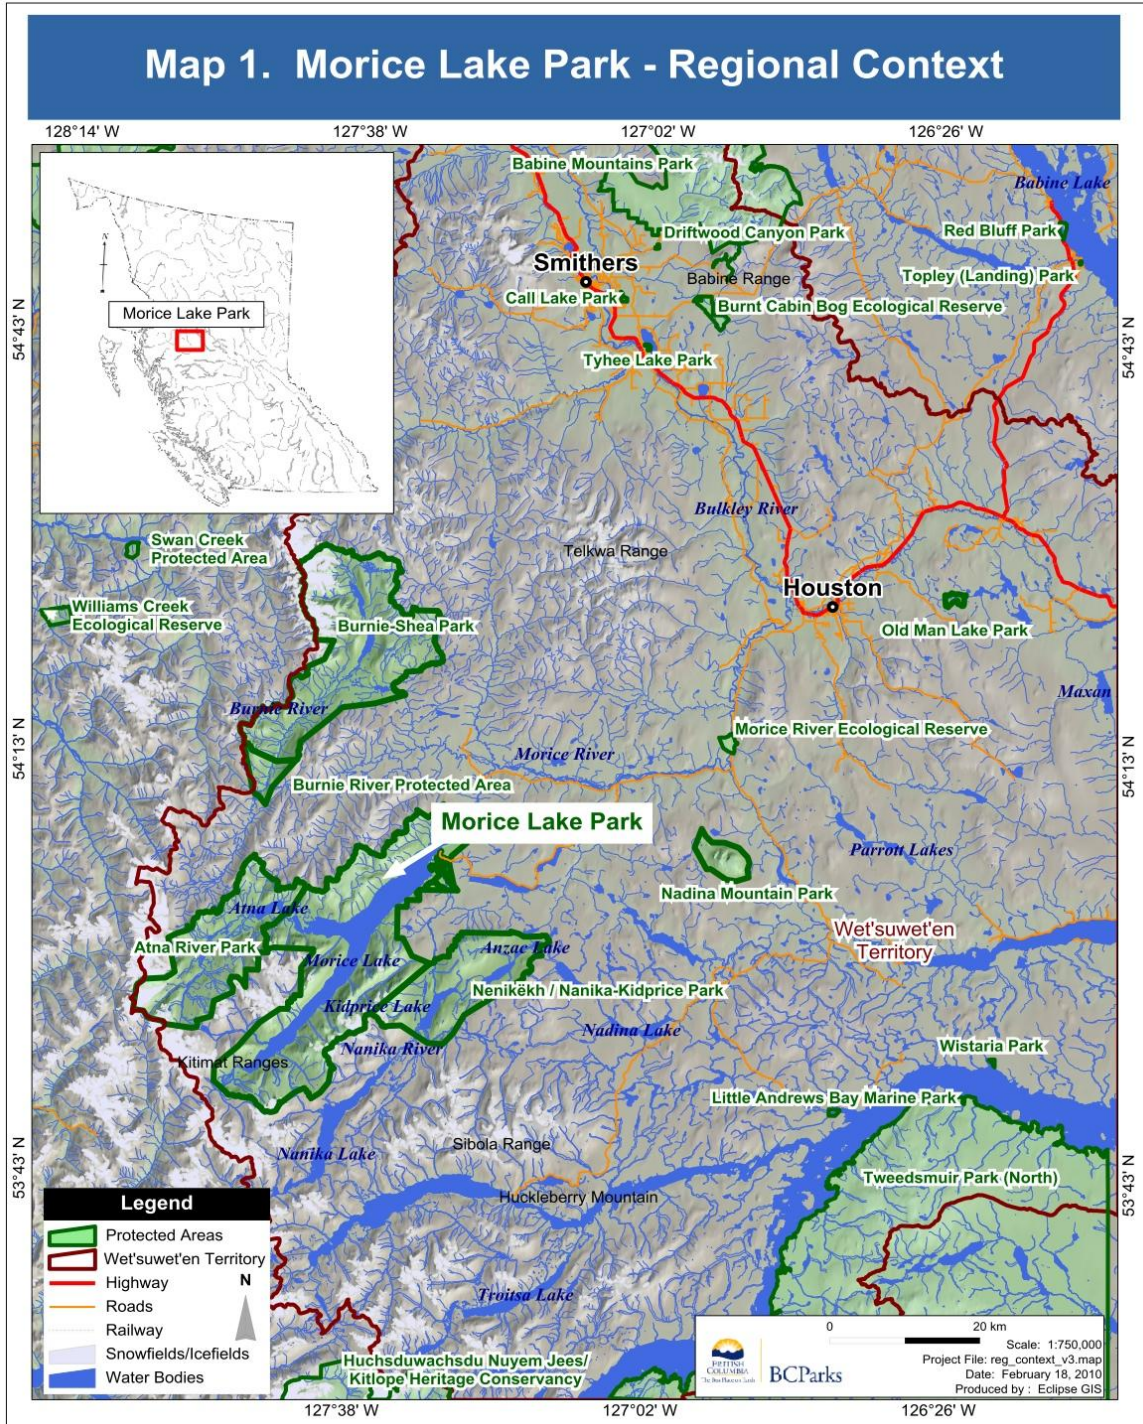 Map 1. Morice Lake Park - Regional Context
128°14' W
127°38' W
127°02' W
126°26' W
54°43' N
54°13' N
53°43' N
54°43' N
54°13' N
53°43' N
127°38' W
127°02' W
126°26' W
N
Morice Lake Park
Babine Mountains Park
Babine Lake
Driftwood Canyon Park
Red Bluff Park
Smithers
Babine Range
Topley (Landing) Park
Call Lake Park
Burnt Cabin Bog Ecological Reserve
Tyhee Lake Park
Bulkley River
Swan Creek
Protected Area
Telkwa Range
Houston
Williams Creek
Ecological Reserve
Burnie-Shea Park
Old Man Lake Park
Maxan
Burnie River
Morice River Ecological Reserve
Morice River
Burnie River Protected Area
Morice Lake Park
Parrott Lakes
Nadina Mountain Park
Atna Lake
Wet'suwet'en
Territory
Atna River Park
Anzac Lake
Morice Lake
Nenikëkh / Nanika-Kidprice Park
Kidprice Lake
Nadina Lake
Nanika River
Wistaria Park
Kitimat Ranges
Little Andrews Bay Marine Park
Sibola Range
Nanika Lake
Tweedsmuir Park (North)
Huckleberry Mountain
Troitsa Lake
Huchsduwachsdu Nuyem Jees/
Kitlope Heritage Conservancy
Legend
Protected Areas
Wet'suwet'en Territory
Highway
Roads
Railway
Snowfields/Icefields
Water Bodies
N
0 20 km
Scale: 1:750,000
Project File: reg_context_v3.map
Date: February 18, 2010
Produced by : Eclipse GIS
BRITISH
COLUMBIA
The Best Place on Earth
BCParks